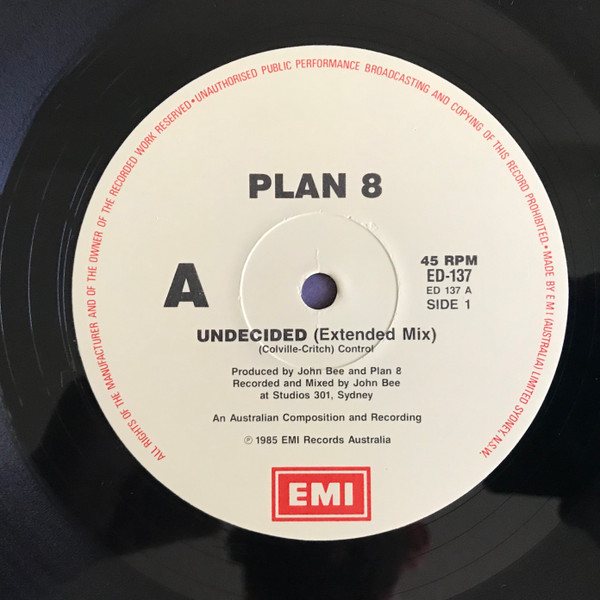 ALL RIGHTS OF THE MANUFACTURER AND OF THE OWNER OF THE RECORDED WORK RESERVED•UNAUTHORISED PUBLIC PERFORMANCE BROADCASTING AND COPYING OF THIS RECORD PROHIBITED.•MADE BY E M I (AUSTRALIA) LIMITED SYDNEY, N.S.W.
PLAN 8
A
45 RPM
ED-137
ED 137 A
SIDE 1
UNDECIDED (Extended Mix)
(Colville-Critch) Control
Produced by John Bee and Plan 8
Recorded and Mixed by John Bee
at Studios 301, Sydney
An Australian Composition and Recording
℗ 1985 EMI Records Australia
EMI